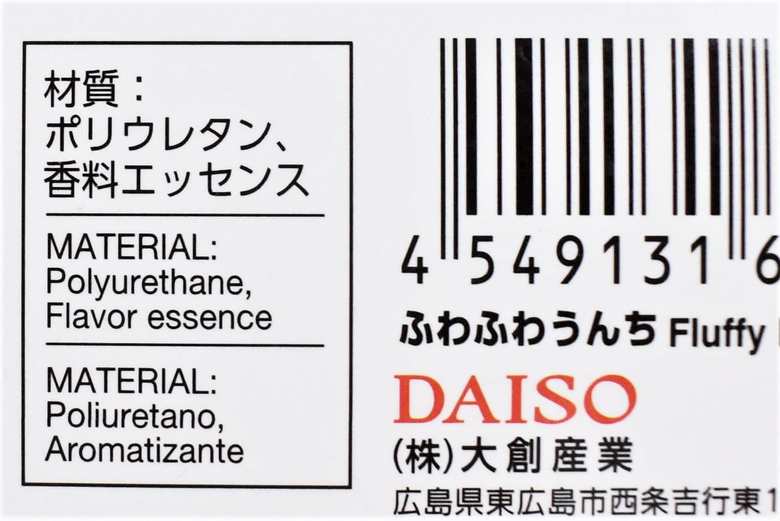 材質：
ポリウレタン、
香料エッセンス
MATERIAL:
Polyurethane,
Flavor essence
MATERIAL:
Poliuretano,
Aromatizante
4 549131 6
ふわふわうんち Fluffy
DAISO
(株)大創産業
広島県東広島市西条吉行東1